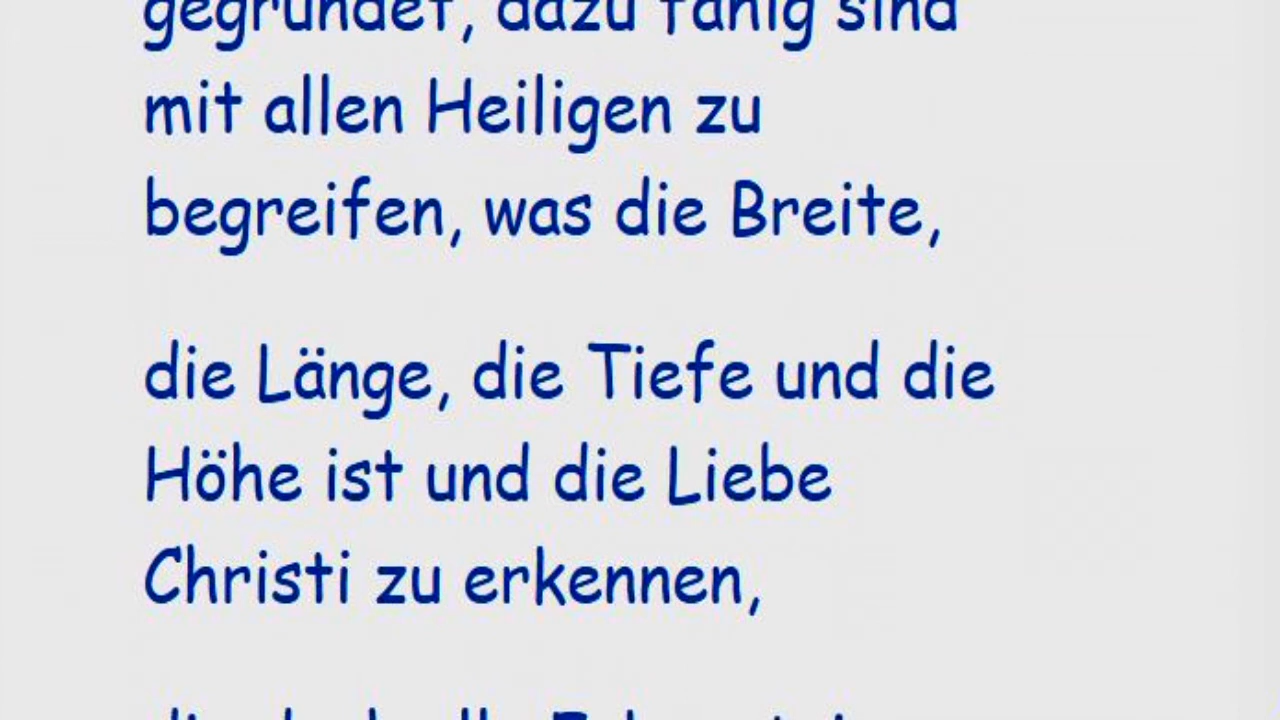 gegründet, dazu fähig sind
mit allen Heiligen zu
begreifen, was die Breite,
die Länge, die Tiefe und die
Höhe ist und die Liebe
Christi zu erkennen,